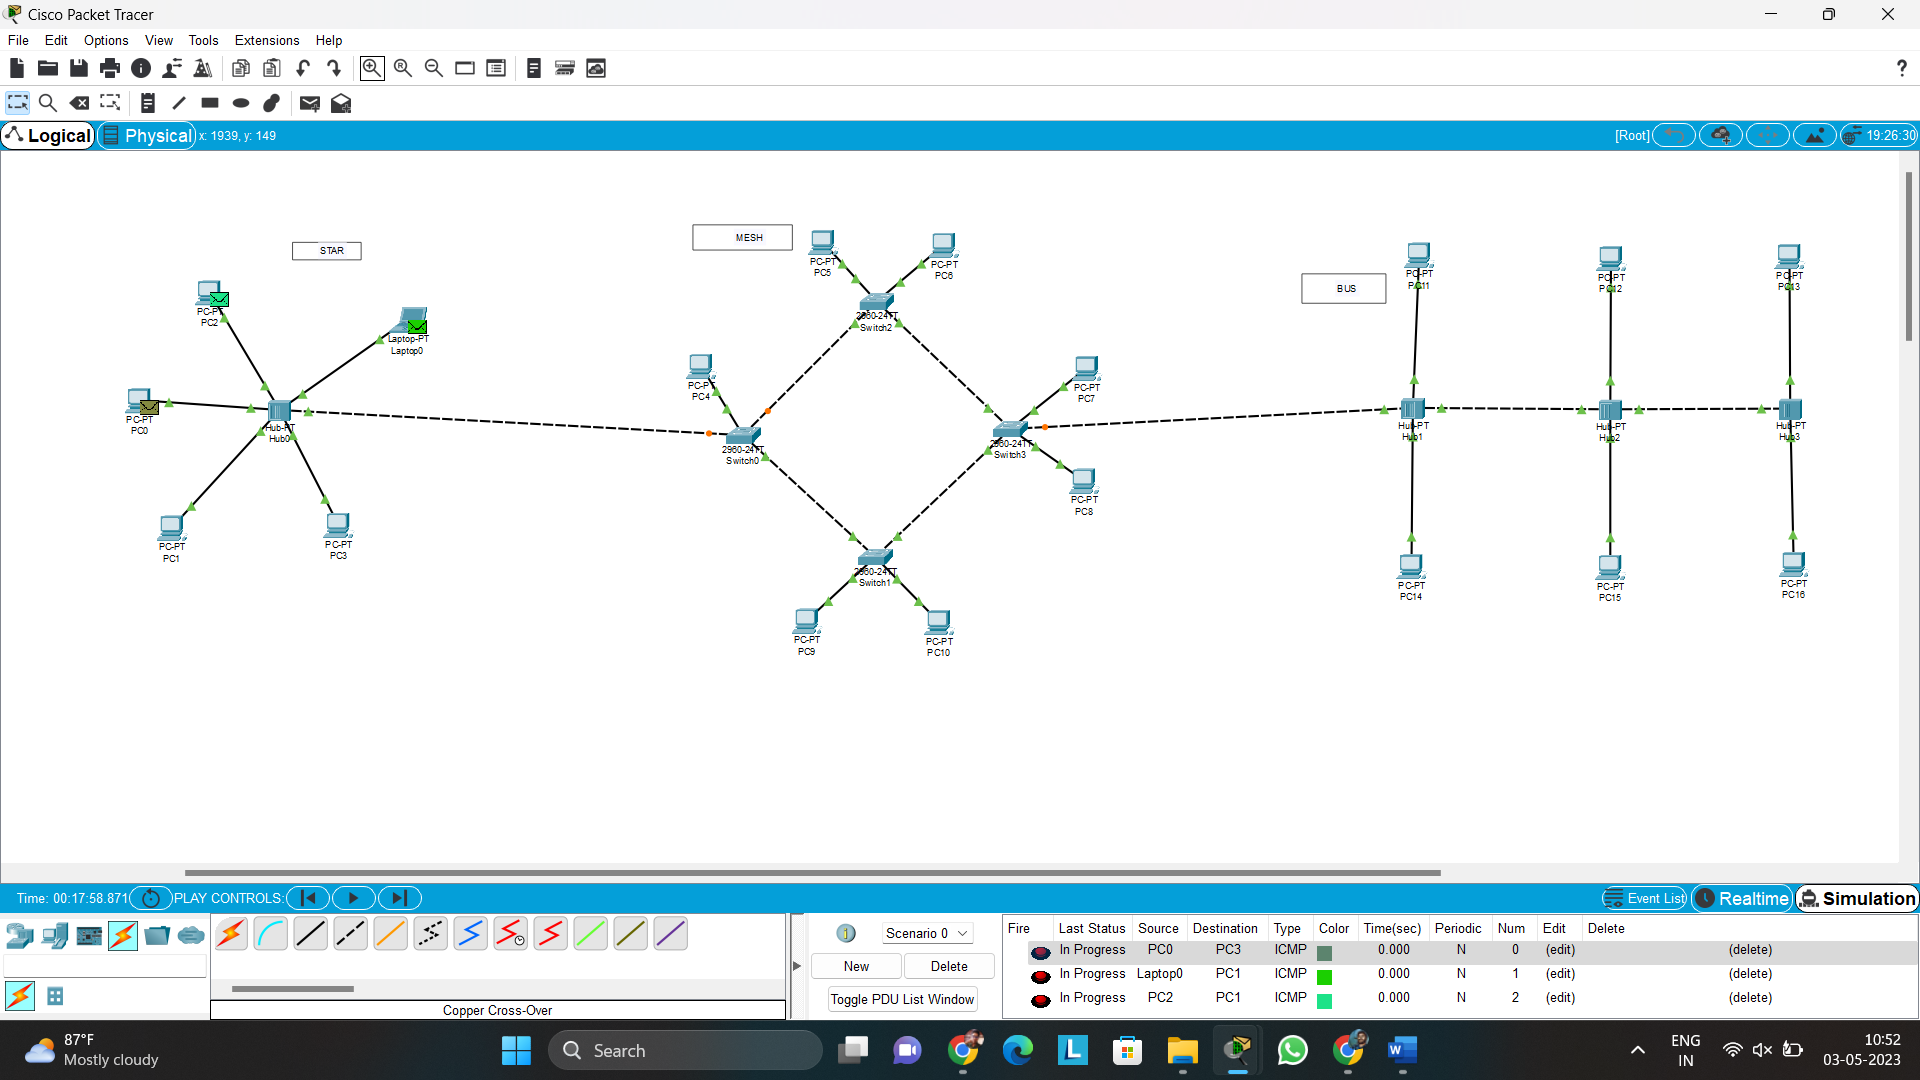 Cisco Packet Tracer
File Edit Options View Tools Extensions Help
Logical Physical x: 1939, y: 149 [Root] 19:26:30
STAR
MESH
BUS
PC-PT
PC2
Laptop-PT
Laptop0
PC-PT
PC0
Hub-PT
Hub0
PC-PT
PC1
PC-PT
PC3
PC-PT
PC5
PC-PT
PC6
2960-24TT
Switch2
PC-PT
PC4
2960-24TT
Switch0
PC-PT
PC7
2960-24TT
Switch3
PC-PT
PC8
2960-24TT
Switch1
PC-PT
PC9
PC-PT
PC10
PC-PT
PC11
PC-PT
PC12
PC-PT
PC13
Hub-PT
Hub1
Hub-PT
Hub2
Hub-PT
Hub3
PC-PT
PC14
PC-PT
PC15
PC-PT
PC16
Time: 00:17:58.871 PLAY CONTROLS: Event List Realtime Simulation
Copper Cross-Over
Scenario 0
New Delete
Toggle PDU List Window
Fire Last Status Source Destination Type Color Time(sec) Periodic Num Edit Delete
In Progress PC0 PC3 ICMP 0.000 N 0 (edit) (delete)
In Progress Laptop0 PC1 ICMP 0.000 N 1 (edit) (delete)
In Progress PC2 PC1 ICMP 0.000 N 2 (edit) (delete)
87°F
Mostly cloudy
Search
ENG
IN
10:52
03-05-2023